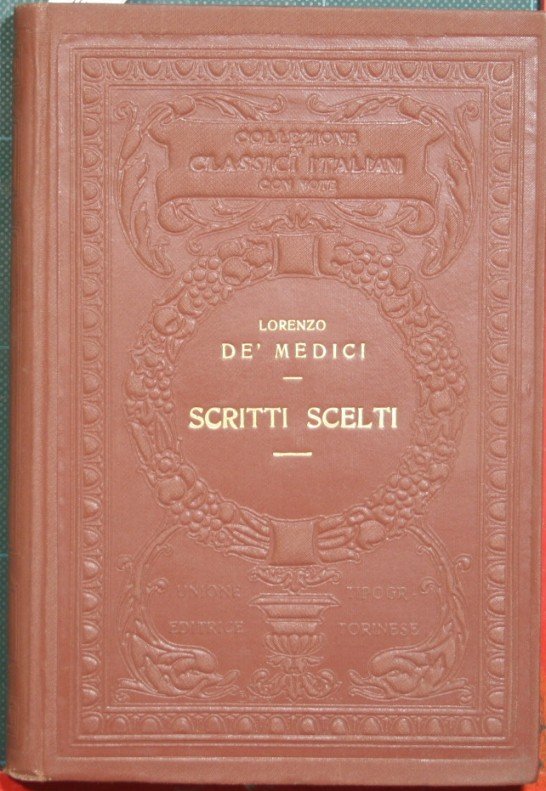 COLLEZIONE
DI
CLASSICI ITALIANI
CON NOTE
LORENZO
DE' MEDICI
SCRITTI SCELTI
UNIONE TIPOGR.
EDITRICE TORINESE